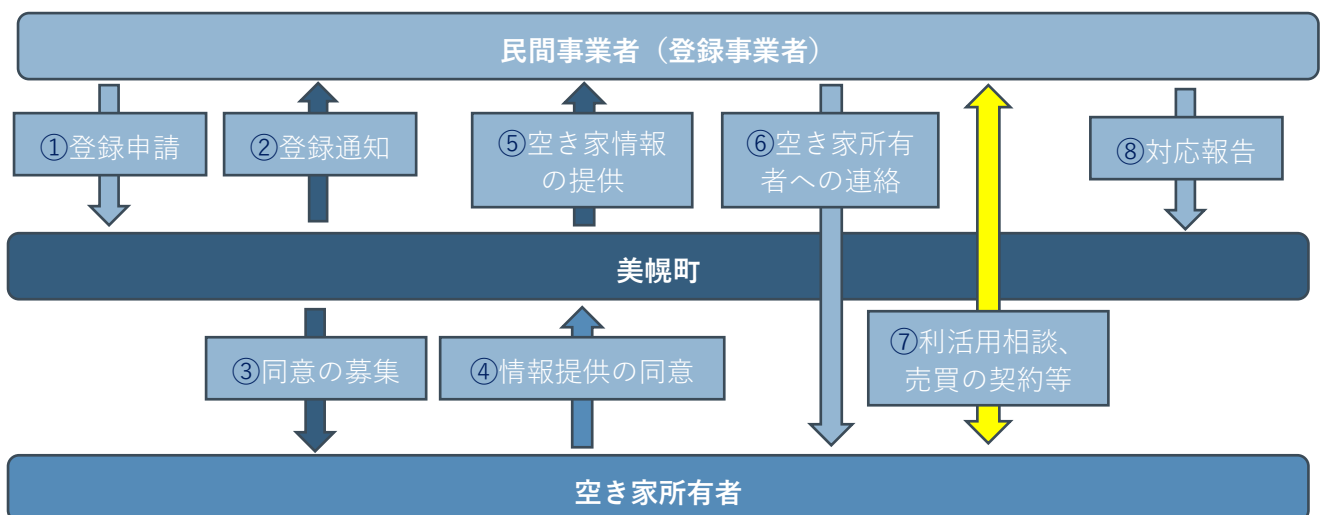 民間事業者（登録事業者）
①登録申請
②登録通知
⑤空き家情報
の提供
⑥空き家所有
者への連絡
⑧対応報告
美幌町
③同意の募集
④情報提供の同意
⑦利活用相談、
売買の契約等
空き家所有者